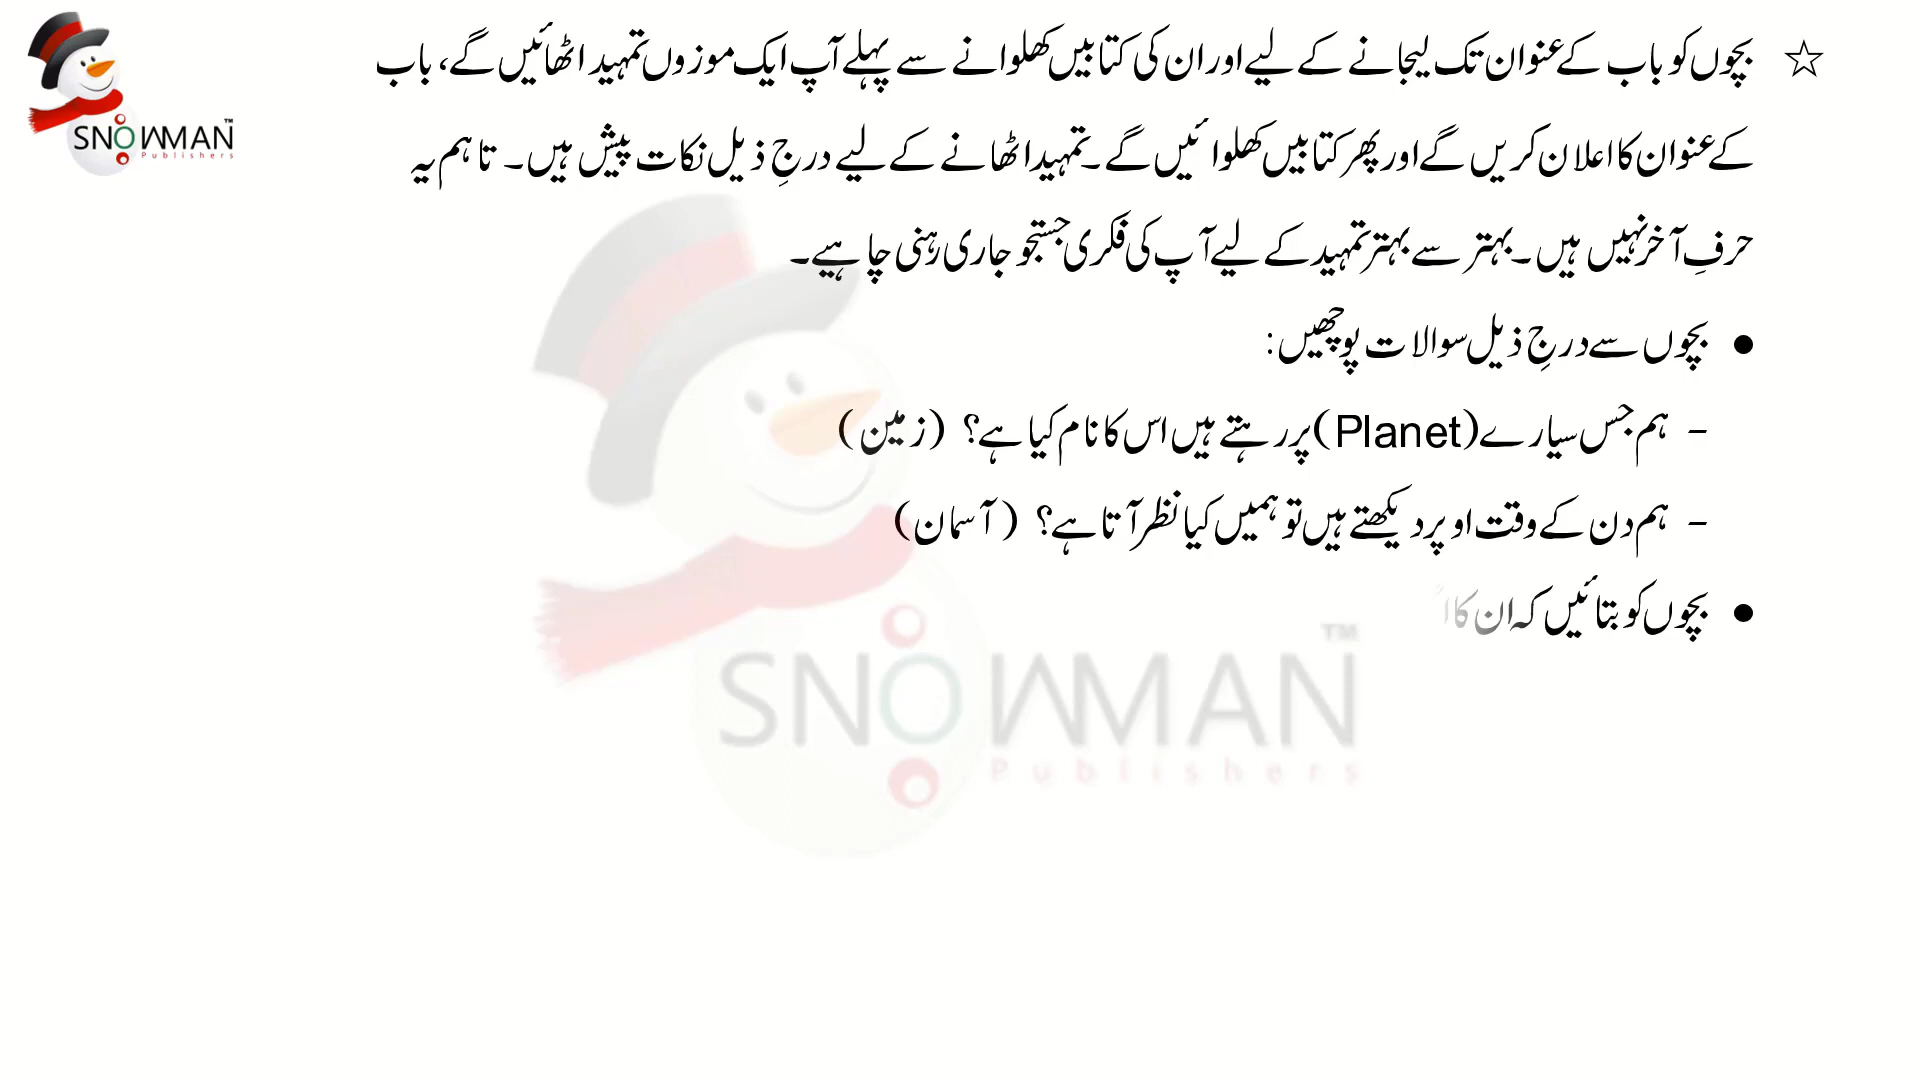 SNOWMAN™
Publishers
☆ بچوں کو باب کے عنوان تک لیجانے کے لیے اور ان کی کتابیں کھلوانے سے پہلے آپ ایک موزوں تمہید اٹھائیں گے، باب
کے عنوان کا اعلان کریں گے اور پھر کتابیں کھلوائیں گے۔ تمہید اٹھانے کے لیے درجِ ذیل نکات پیش ہیں۔ تاہم یہ
حرفِ آخر نہیں ہیں۔ بہتر سے بہتر تمہید کے لیے آپ کی فکری جستجو جاری رہنی چاہیے۔
● بچوں سے درجِ ذیل سوالات پوچھیں:
- ہم جس سیارے (Planet) پر رہتے ہیں اس کا نام کیا ہے؟ (زمین)
- ہم دن کے وقت اوپر دیکھتے ہیں تو ہمیں کیا نظر آتا ہے؟ (آسمان)
● بچوں کو بتائیں کہ ان کا
SNOWMAN™
Publishers